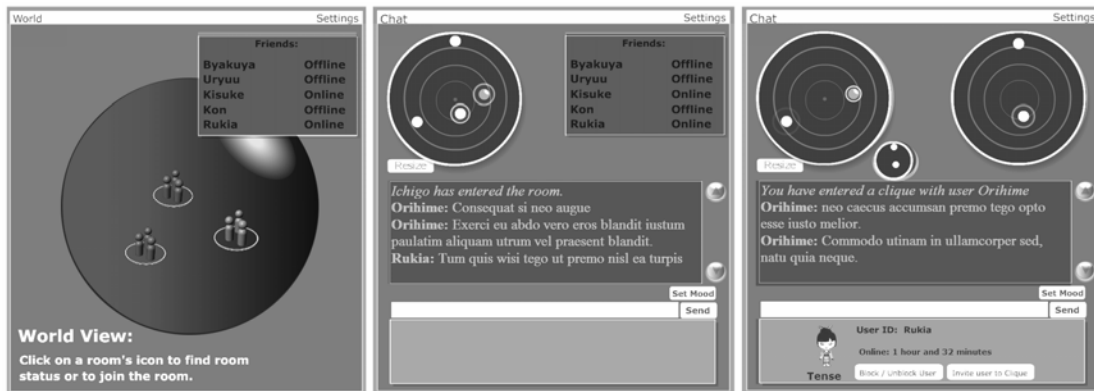 World Settings
Friends:
Byakuya Offline
Uryuu Offline
Kisuke Online
Kon Offline
Rukia Online
World View:
Click on a room's icon to find room
status or to join the room.
Chat Settings
Friends:
Byakuya Offline
Uryuu Offline
Kisuke Online
Kon Offline
Rukia Online
Resize
Ichigo has entered the room.
Orihime: Consequat si neo augue
Orihime: Exerci eu abdo vero eros blandit iustum
paulatim aliquam utrum vel praesent blandit.
Rukia: Tum quis wisi tego ut premo nisl ea turpis
Set Mood
Send
Chat Settings
Resize
You have entered a clique with user Orihime
Orihime: neo caecus accumsan premo tego opto
esse iusto melior.
Orihime: Commodo utinam in ullamcorper sed,
natu quia neque.
Set Mood
Send
User ID: Rukia
Online: 1 hour and 32 minutes
Tense
Block / Unblock User Invite user to Clique